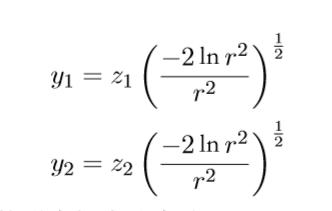 y₁ = z₁ (−2 ln r² / r²)^(1/2)
y₂ = z₂ (−2 ln r² / r²)^(1/2)